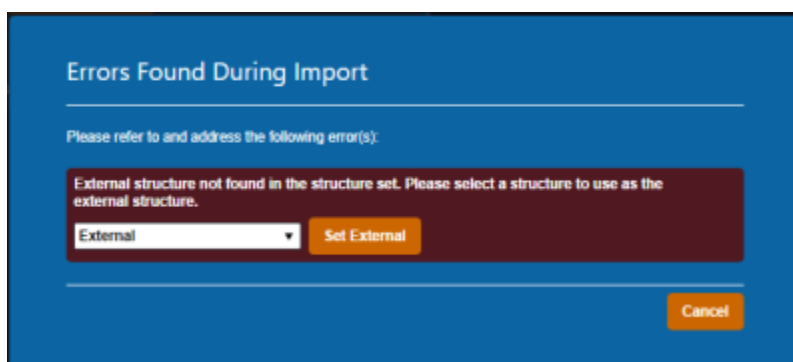 Errors Found During Import
Please refer to and address the following error(s):
External structure not found in the structure set. Please select a structure to use as the
external structure.
External
Set External
Cancel